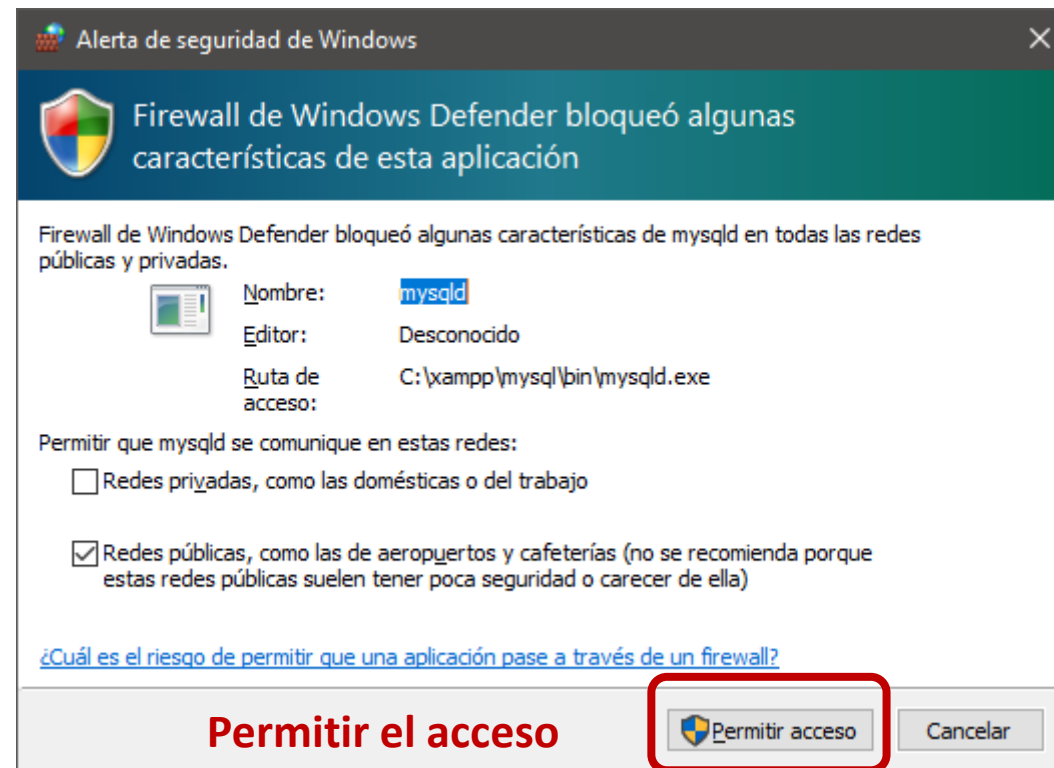 Alerta de seguridad de Windows
Firewall de Windows Defender bloqueó algunas
características de esta aplicación
Firewall de Windows Defender bloqueó algunas características de mysqld en todas las redes
públicas y privadas.
Nombre: mysqld
Editor: Desconocido
Ruta de C:\xampp\mysql\bin\mysqld.exe
acceso:
Permitir que mysqld se comunique en estas redes:
Redes privadas, como las domésticas o del trabajo
Redes públicas, como las de aeropuertos y cafeterías (no se recomienda porque
estas redes públicas suelen tener poca seguridad o carecer de ella)
¿Cuál es el riesgo de permitir que una aplicación pase a través de un firewall?
Permitir el acceso Permitir acceso Cancelar